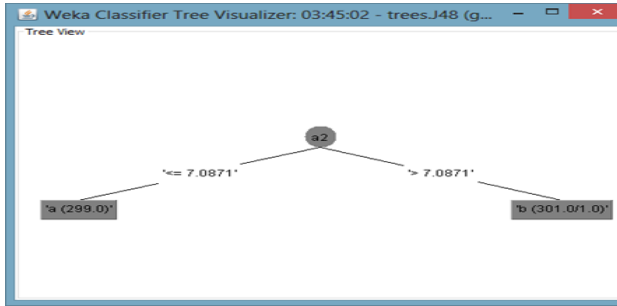 Weka Classifier Tree Visualizer: 03:45:02 - trees.J48 (g...
Tree View
a2
'<= 7.0871'
'> 7.0871'
'a (299.0)'
'b (301.0/1.0)'